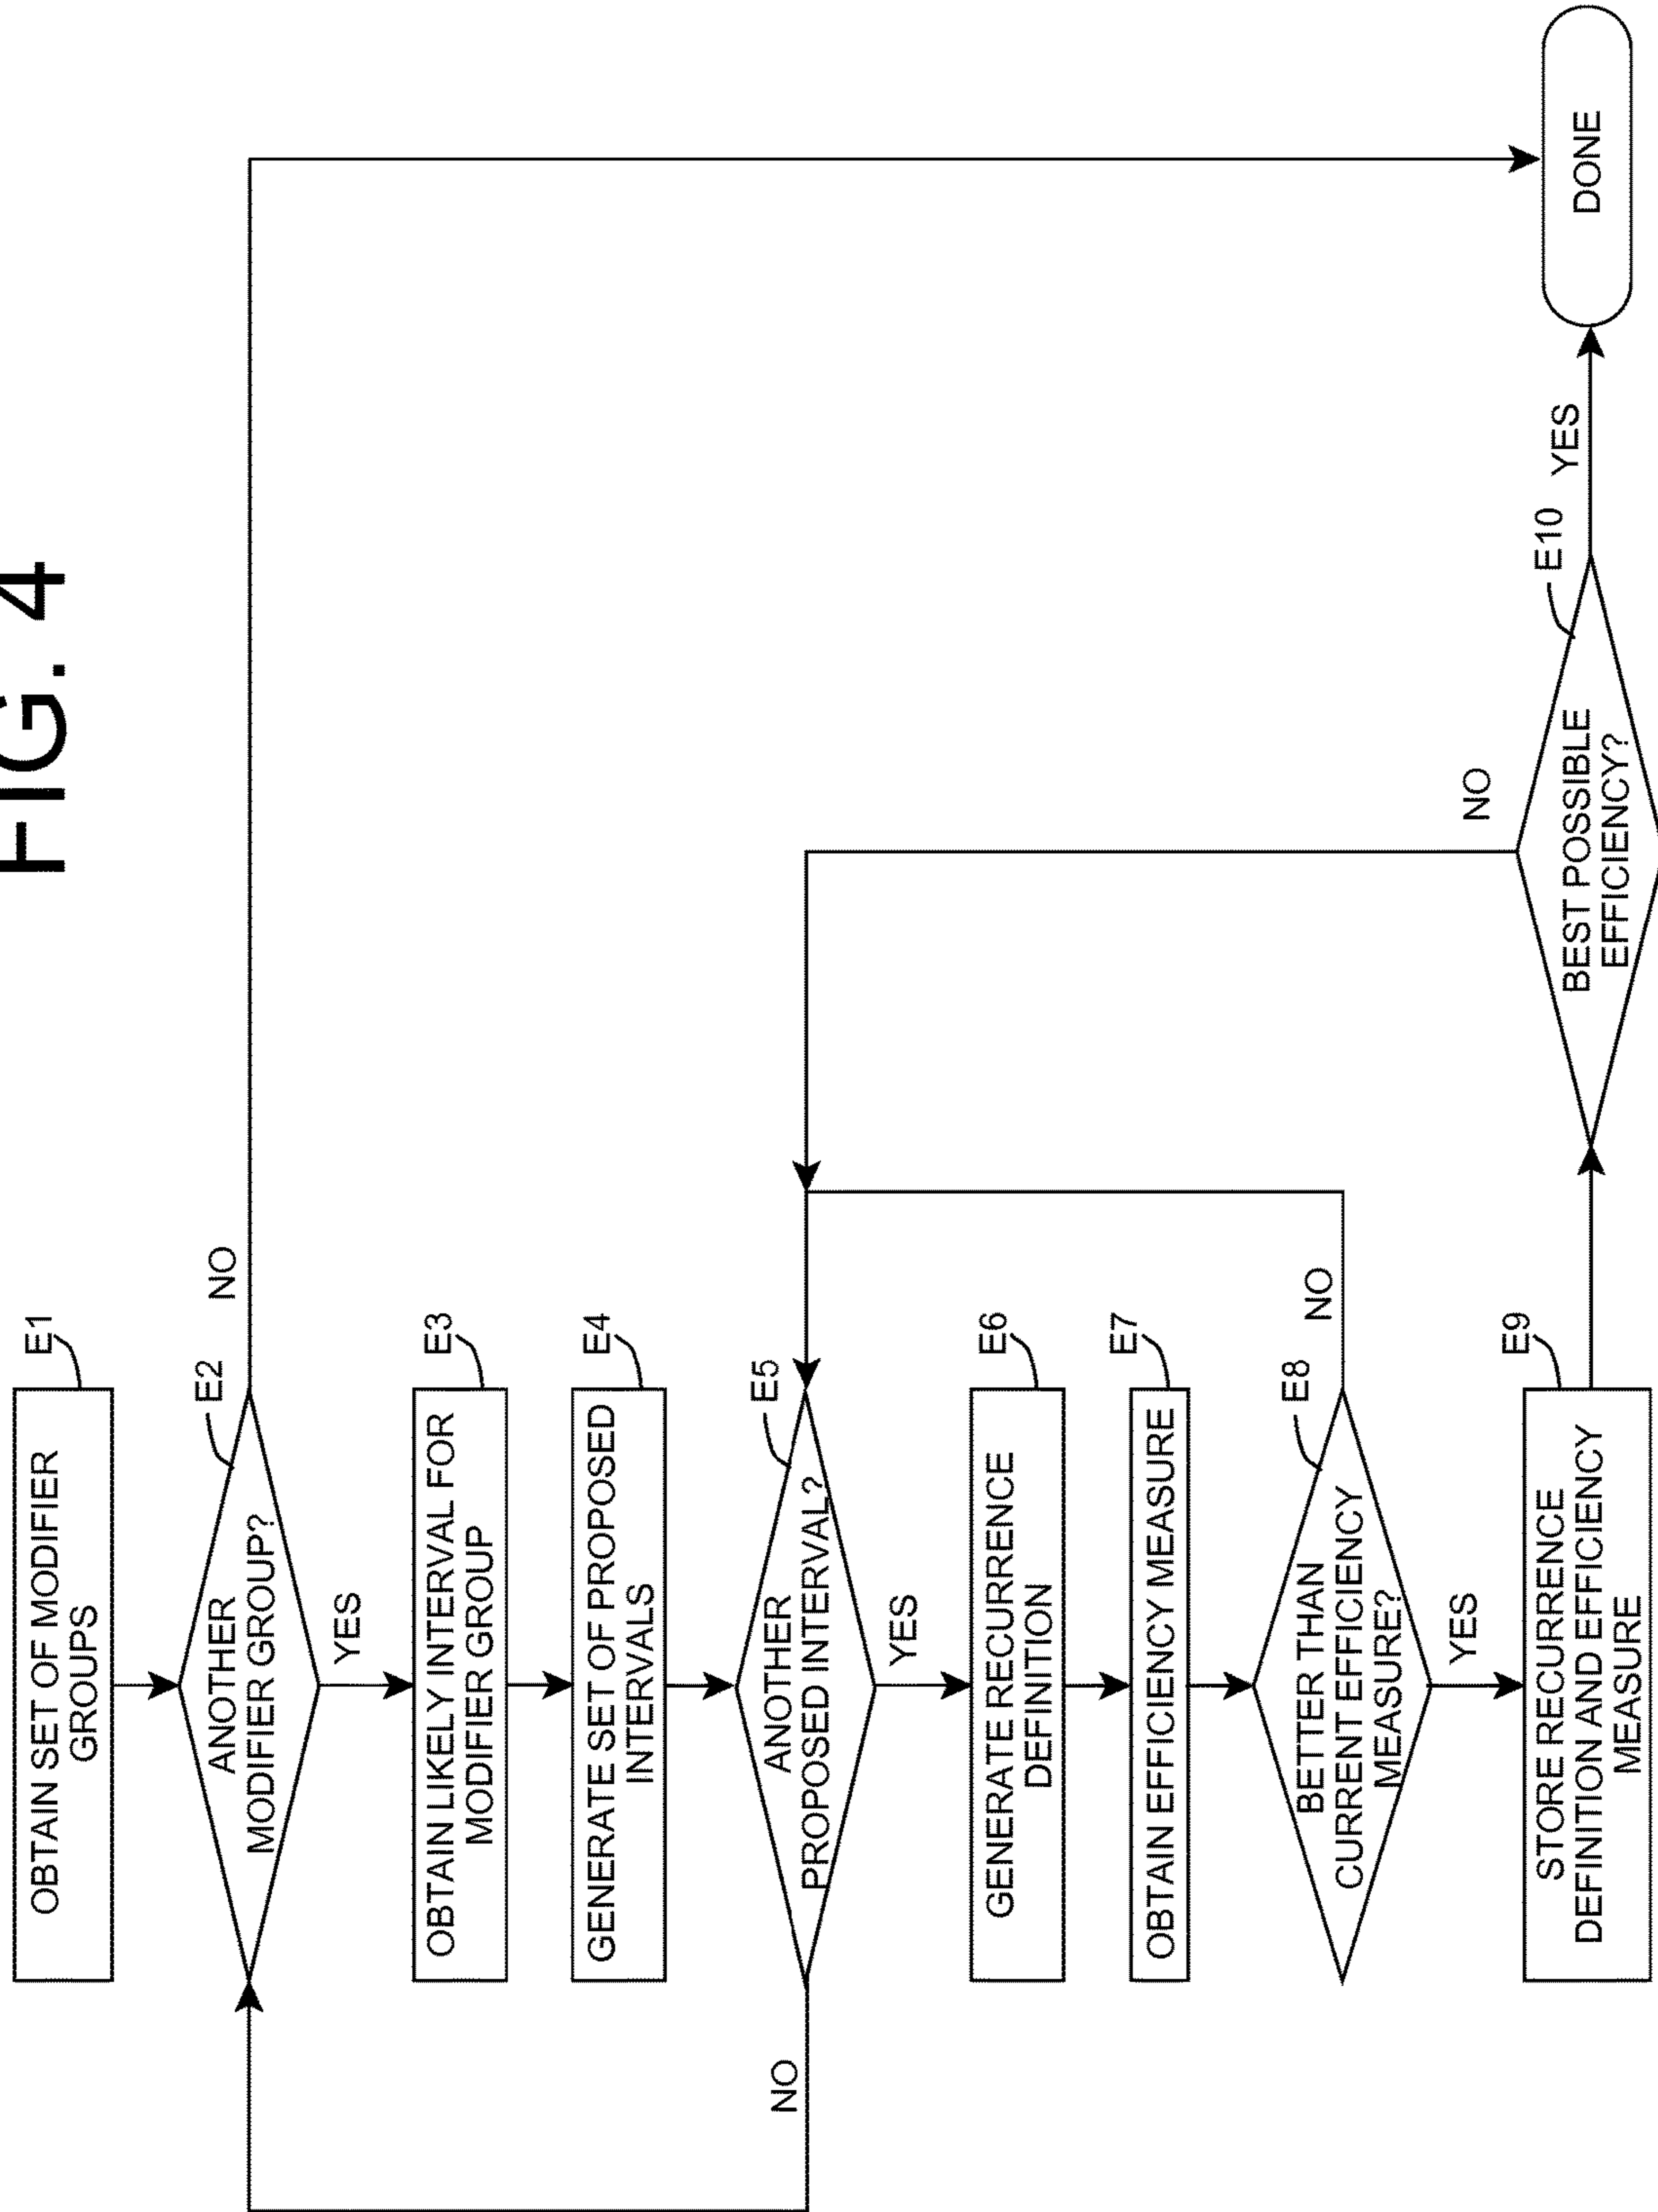 FIG. 4
OBTAIN SET OF MODIFIER
GROUPS
E1
ANOTHER
MODIFIER GROUP?
E2
NO
YES
OBTAIN LIKELY INTERVAL FOR
MODIFIER GROUP
E3
GENERATE SET OF PROPOSED
INTERVALS
E4
ANOTHER
PROPOSED INTERVAL?
E5
NO
YES
GENERATE RECURRENCE
DEFINITION
E6
OBTAIN EFFICIENCY MEASURE
E7
BETTER THAN
CURRENT EFFICIENCY
MEASURE?
E8
NO
YES
STORE RECURRENCE
DEFINITION AND EFFICIENCY
MEASURE
E9
BEST POSSIBLE
EFFICIENCY?
E10
NO
YES
DONE